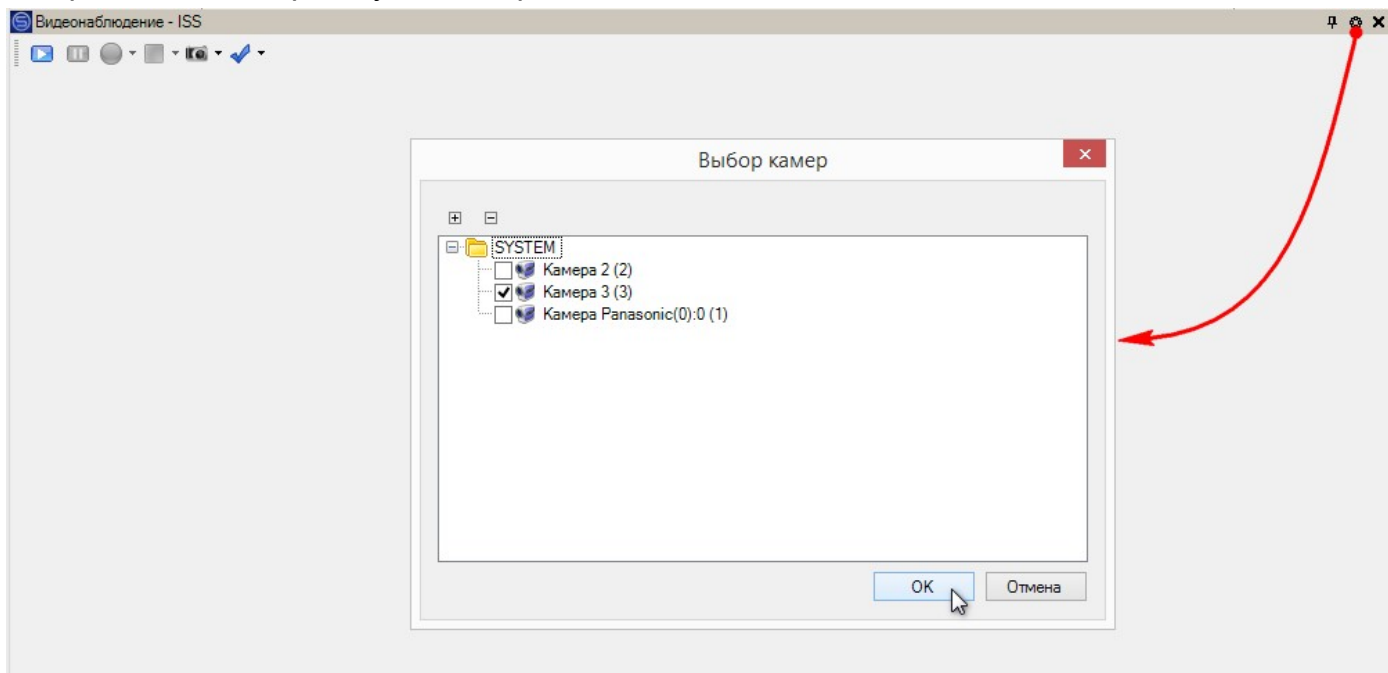 Видеонаблюдение - ISS
Выбор камер
SYSTEM
Камера 2 (2)
Камера 3 (3)
Камера Panasonic(0):0 (1)
OK
Отмена